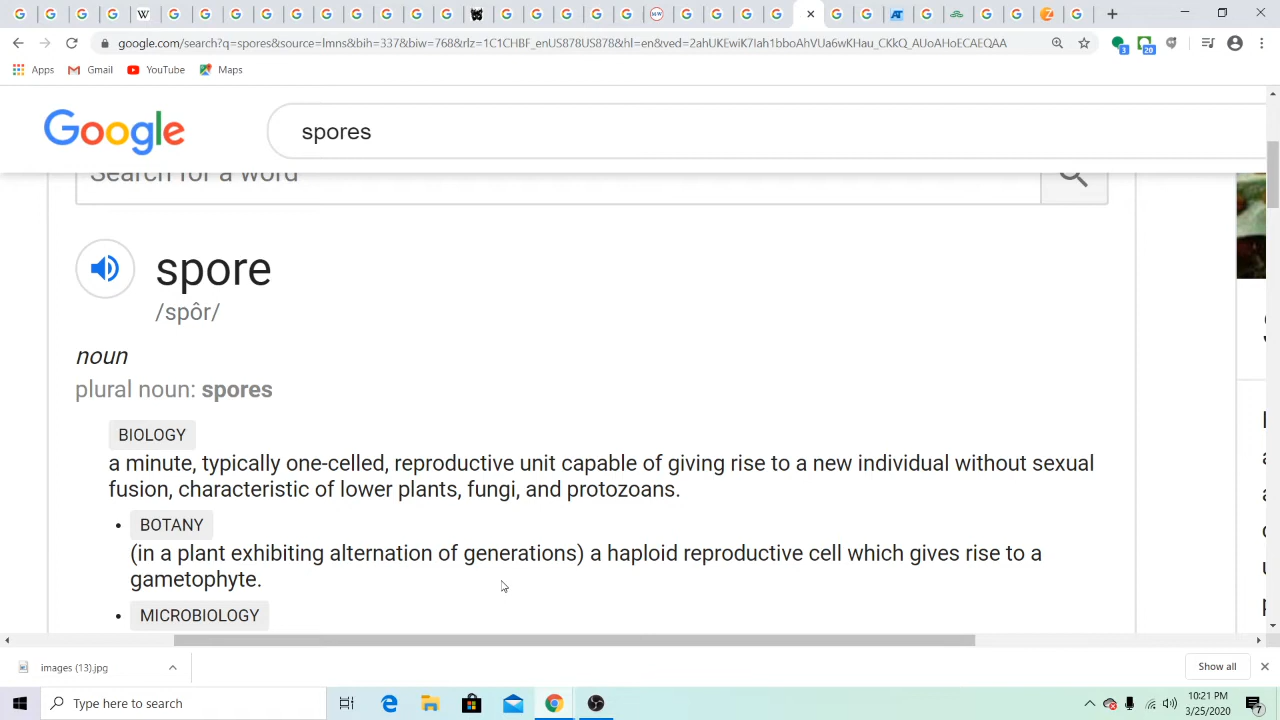 google.com/search?q=spores&source=lmns&bih=337&biw=768&rlz=1C1CHBF_enUS878US878&hl=en&ved=2ahUKEwiK7Iah1bboAhVUa6wKHau_CKkQ_AUoAHoECAEQAA
3
20
Apps
Gmail
YouTube
Maps
Google
spores
Search for a word
spore
/spôr/
noun
plural noun: spores
BIOLOGY
a minute, typically one-celled, reproductive unit capable of giving rise to a new individual without sexual
fusion, characteristic of lower plants, fungi, and protozoans.
• BOTANY
(in a plant exhibiting alternation of generations) a haploid reproductive cell which gives rise to a
gametophyte.
• MICROBIOLOGY
images (13).jpg
Show all
Type here to search
10:21 PM
3/25/2020
7